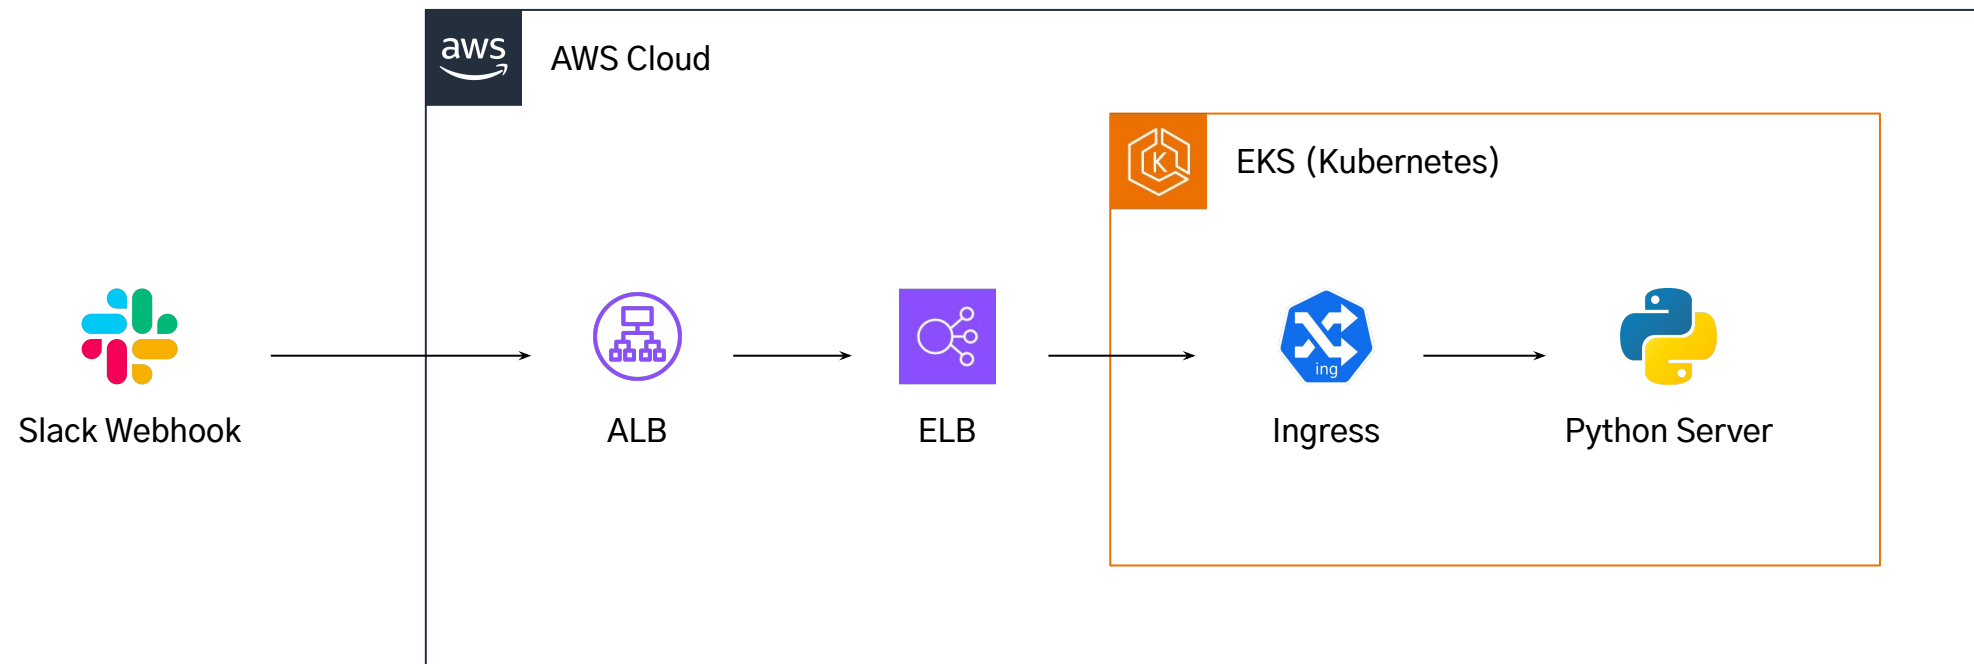 aws
AWS Cloud
K
EKS (Kubernetes)
ing
Slack Webhook
ALB
ELB
Ingress
Python Server